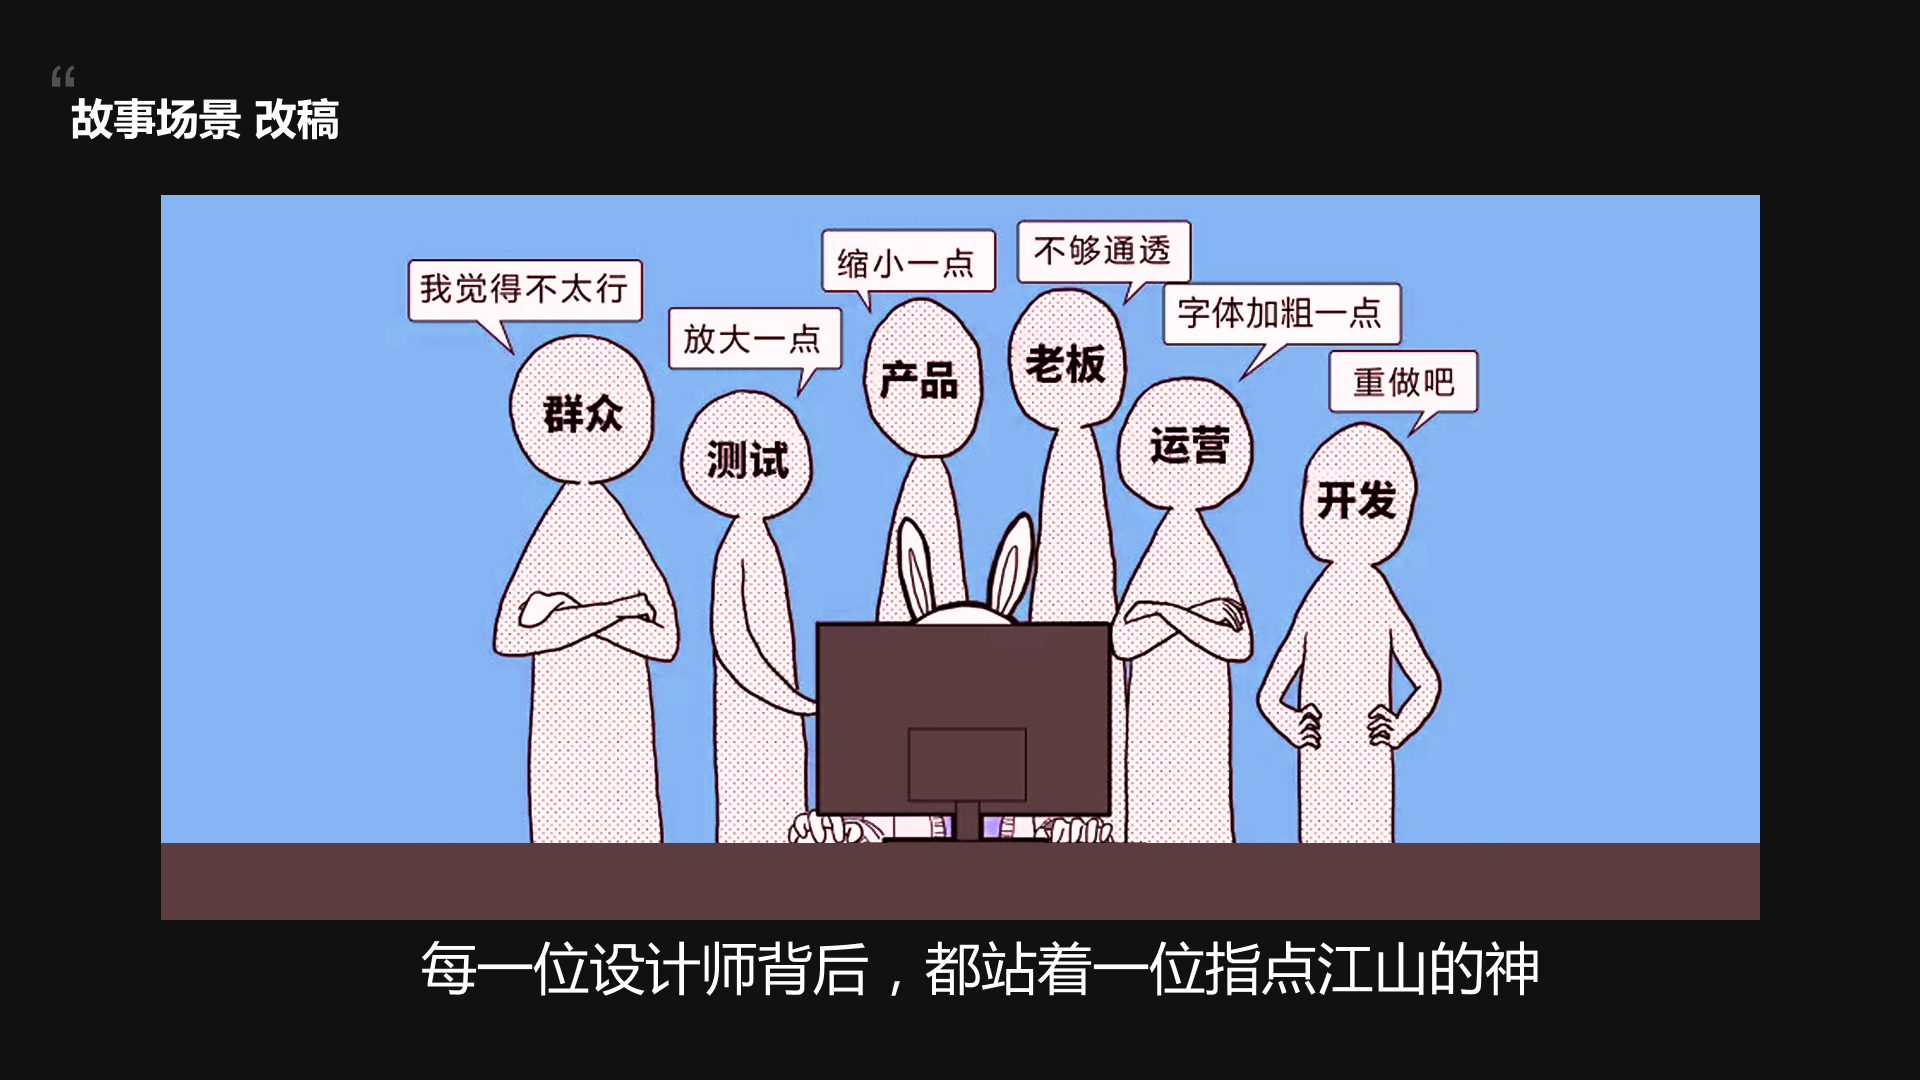 “
故事场景 改稿
我觉得不太行
放大一点
缩小一点
不够通透
字体加粗一点
重做吧
群众
测试
产品
老板
运营
开发
每一位设计师背后，都站着一位指点江山的神